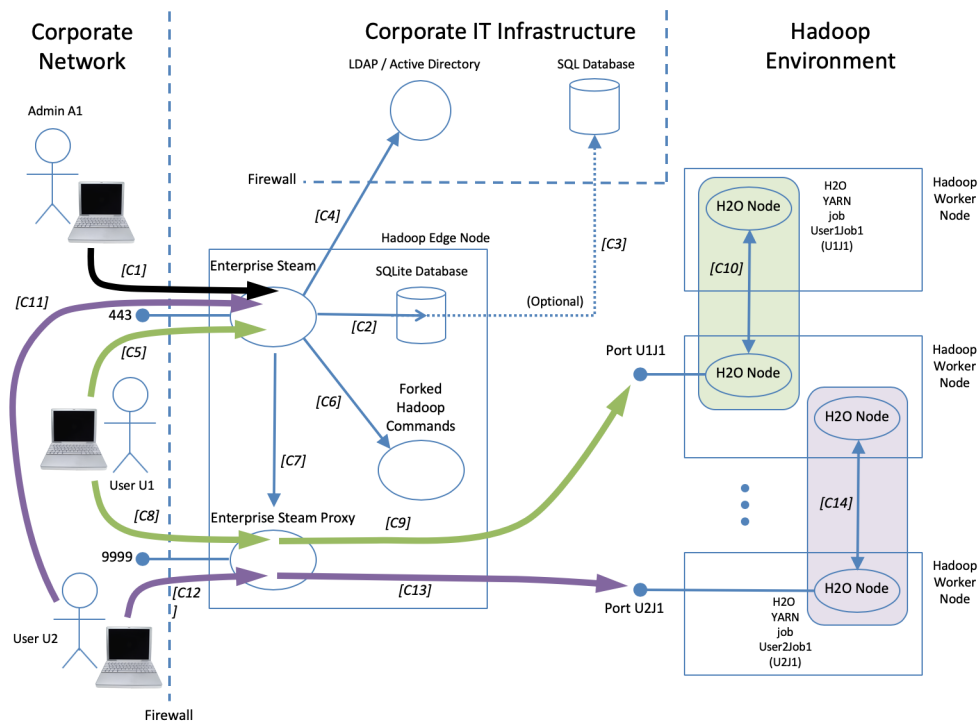 Corporate
Network
Corporate IT Infrastructure
Hadoop
Environment
LDAP / Active Directory
SQL Database
Admin A1
Firewall
[C4]
[C3]
Hadoop Edge Node
Enterprise Steam
SQLite Database
[C1]
[C11]
443
[C2]
(Optional)
[C5]
[C6]
Forked
Hadoop
Commands
[C7]
User U1
[C8]
Enterprise Steam Proxy
[C9]
9999
[C12
]
[C13]
User U2
Firewall
H2O Node
H2O
YARN
job
User1Job1
(U1J1)
Hadoop
Worker
Node
[C10]
Port U1J1
H2O Node
Hadoop
Worker
Node
H2O Node
[C14]
Port U2J1
H2O Node
Hadoop
Worker
Node
H2O
YARN
job
User2Job1
(U2J1)